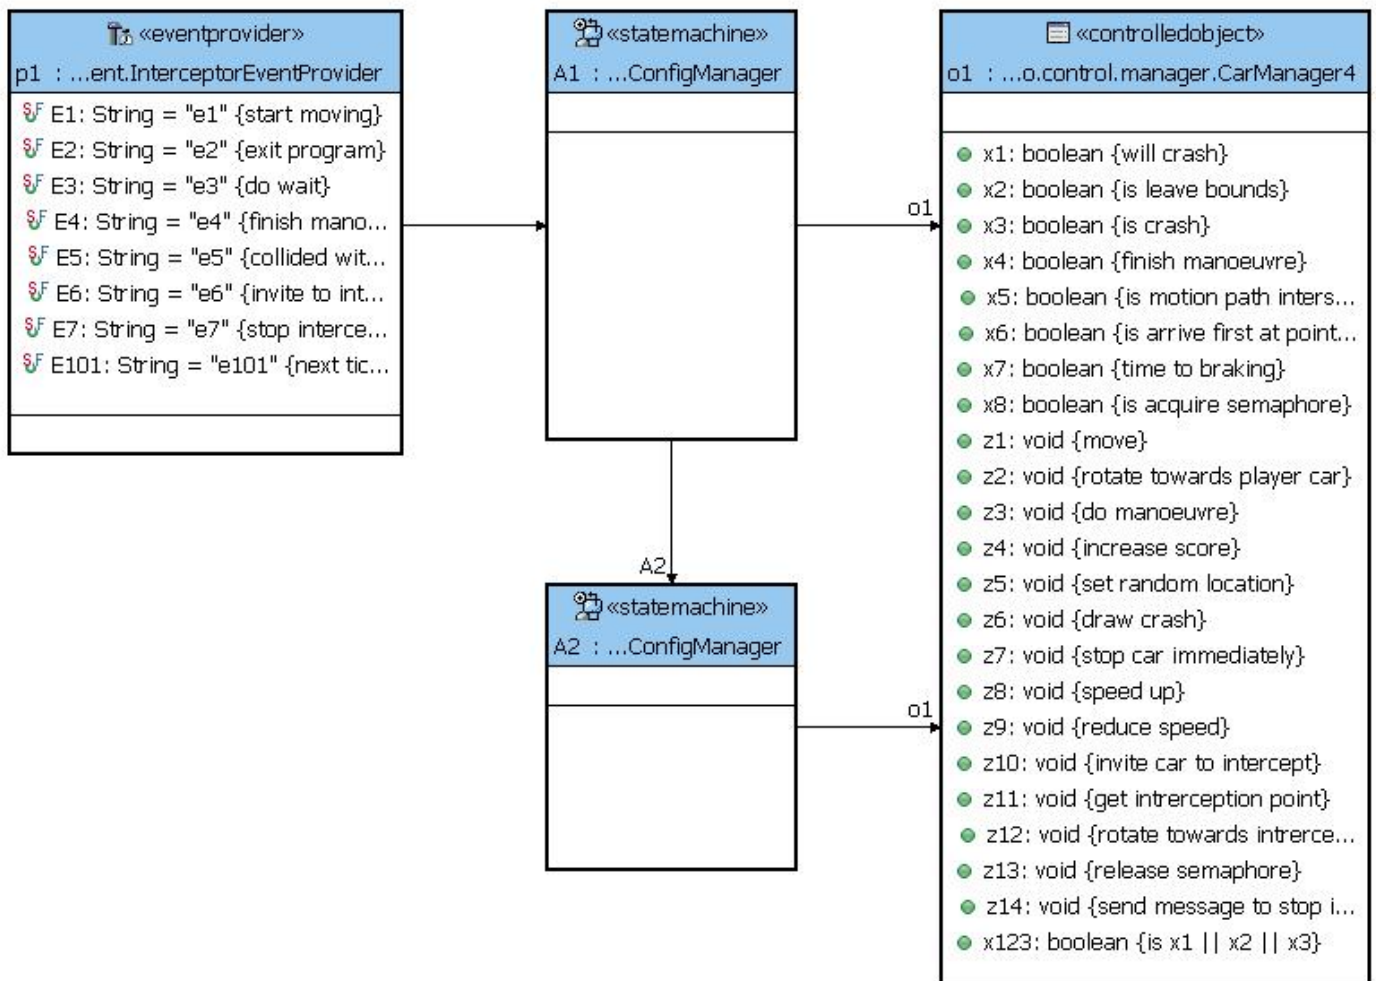 «eventprovider»
p1 : ...ent.InterceptorEventProvider
E1: String = "e1" {start moving}
E2: String = "e2" {exit program}
E3: String = "e3" {do wait}
E4: String = "e4" {finish mano...
E5: String = "e5" {collided wit...
E6: String = "e6" {invite to int...
E7: String = "e7" {stop interce...
E101: String = "e101" {next tic...
«statemachine»
A1 : ...ConfigManager
A2
«statemachine»
A2 : ...ConfigManager
o1
o1
«controlledobject»
o1 : ...o.control.manager.CarManager4
x1: boolean {will crash}
x2: boolean {is leave bounds}
x3: boolean {is crash}
x4: boolean {finish manoeuvre}
x5: boolean {is motion path inters...
x6: boolean {is arrive first at point...
x7: boolean {time to braking}
x8: boolean {is acquire semaphore}
z1: void {move}
z2: void {rotate towards player car}
z3: void {do manoeuvre}
z4: void {increase score}
z5: void {set random location}
z6: void {draw crash}
z7: void {stop car immediately}
z8: void {speed up}
z9: void {reduce speed}
z10: void {invite car to intercept}
z11: void {get intrerception point}
z12: void {rotate towards intrerce...
z13: void {release semaphore}
z14: void {send message to stop i...
x123: boolean {is x1 || x2 || x3}